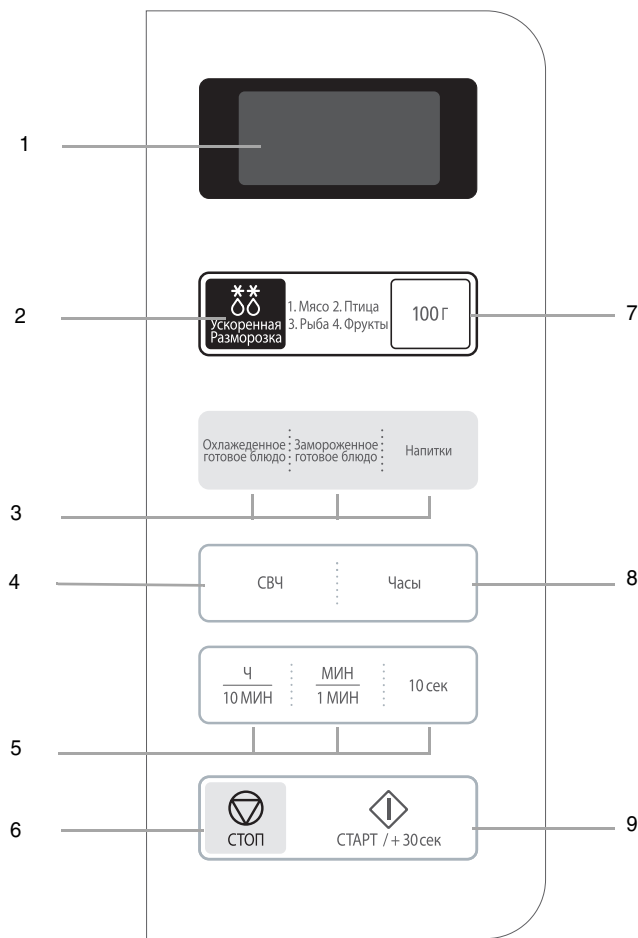 1
2
Ускоренная
Разморозка
1. Мясо 2. Птица
3. Рыба 4. Фрукты
100 Г
7
Охлажеденное
готовое блюдо
Замороженное
готовое блюдо
Напитки
3
4
СВЧ
Часы
8
Ч
10 МИН
МИН
1 МИН
10 сек
5
6
СТОП
СТАРТ / + 30 сек
9